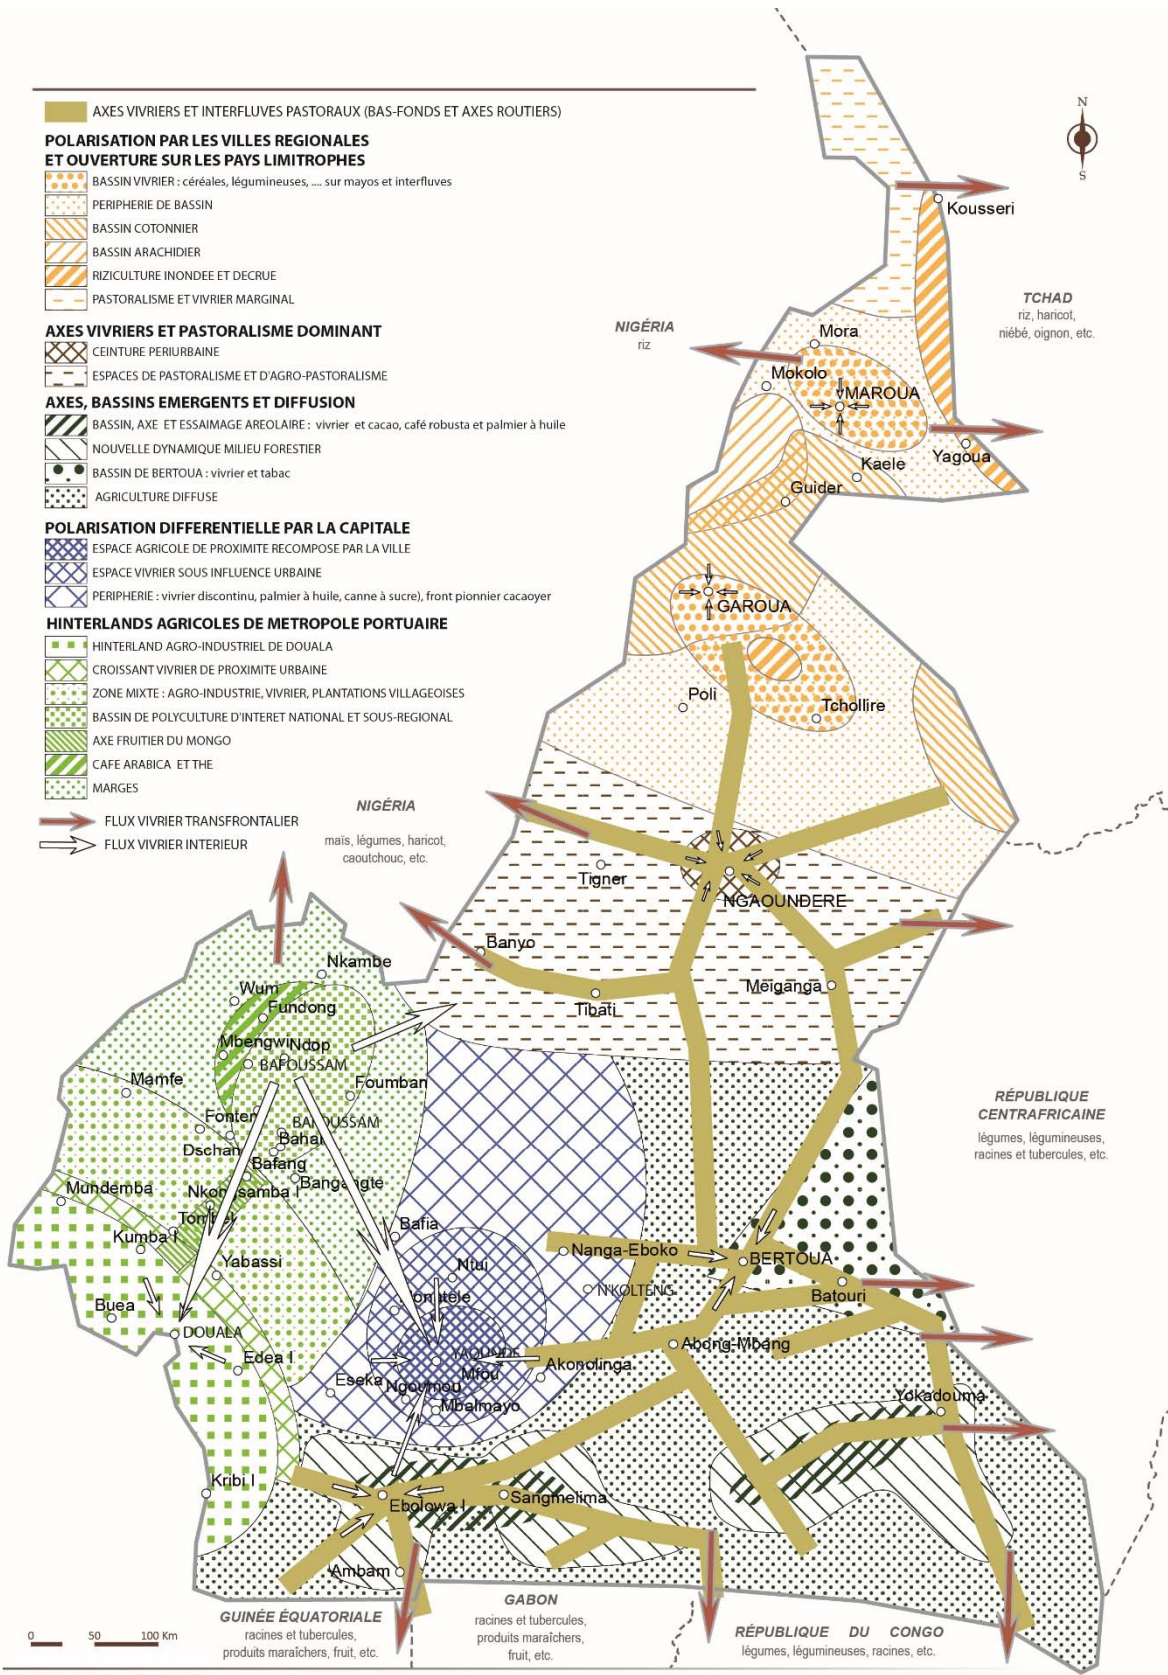 AXES VIVRIERS ET INTERFLUVES PASTORAUX (BAS-FONDS ET AXES ROUTIERS)
POLARISATION PAR LES VILLES REGIONALES
ET OUVERTURE SUR LES PAYS LIMITROPHES
BASSIN VIVRIER : céréales, légumineuses, .... sur mayos et interfluves
PERIPHERIE DE BASSIN
BASSIN COTONNIER
BASSIN ARACHIDIER
RIZICULTURE INONDEE ET DECRUE
PASTORALISME ET VIVRIER MARGINAL
AXES VIVRIERS ET PASTORALISME DOMINANT
CEINTURE PERIURBAINE
ESPACES DE PASTORALISME ET D'AGRO-PASTORALISME
AXES, BASSINS EMERGENTS ET DIFFUSION
BASSIN, AXE ET ESSAIMAGE AREOLAIRE : vivrier et cacao, café robusta et palmier à huile
NOUVELLE DYNAMIQUE MILIEU FORESTIER
BASSIN DE BERTOUA : vivrier et tabac
AGRICULTURE DIFFUSE
POLARISATION DIFFERENTIELLE PAR LA CAPITALE
ESPACE AGRICOLE DE PROXIMITE RECOMPOSE PAR LA VILLE
ESPACE VIVRIER SOUS INFLUENCE URBAINE
PERIPHERIE : vivrier discontinu, palmier à huile, canne à sucre), front pionnier cacaoyer
HINTERLANDS AGRICOLES DE METROPOLE PORTUAIRE
HINTERLAND AGRO-INDUSTRIEL DE DOUALA
CROISSANT VIVRIER DE PROXIMITE URBAINE
ZONE MIXTE : AGRO-INDUSTRIE, VIVRIER, PLANTATIONS VILLAGEOISES
BASSIN DE POLYCULTURE D'INTERET NATIONAL ET SOUS-REGIONAL
AXE FRUITIER DU MONGO
CAFE ARABICA ET THE
MARGES
FLUX VIVRIER TRANSFRONTALIER
FLUX VIVRIER INTERIEUR
N
S
Kousseri
TCHAD
riz, haricot,
niébé, oignon, etc.
NIGÉRIA
riz
Mora
Mokolo
MAROUA
Yagoua
Kaele
Guider
GAROUA
Poli
Tchollire
NIGÉRIA
maïs, légumes, haricot,
caoutchouc, etc.
Tigner
NGAOUNDERE
Banyo
Meiganga
Tibati
Nkambe
Wum
Fundong
Mbengwi
Ndop
BAFOUSSAM
Foumban
Mamfe
Fonten
BAFOUSSAM
Dschan
Baham
Bafang
Bangangte
Mundemba
Nkongsamba I
Tombel
Kumba I
Yabassi
Bafia
Ntui
Buea
DOUALA
Edea I
YAOUNDE
Mfou
Eseka
Ngoumou
Mbalmayo
Akonolinga
Nanga-Eboko
N'KOLTENG
BERTOUA
Batouri
Abong-Mbang
Yokadouma
Kribi I
Ebolowa I
Sangmelima
Ambam
RÉPUBLIQUE
CENTRAFRICAINE
légumes, légumineuses,
racines et tubercules, etc.
GUINÉE ÉQUATORIALE
racines et tubercules,
produits maraîchers, fruit, etc.
GABON
racines et tubercules,
produits maraîchers,
fruit, etc.
RÉPUBLIQUE DU CONGO
légumes, légumineuses, racines, etc.
0 50 100 Km